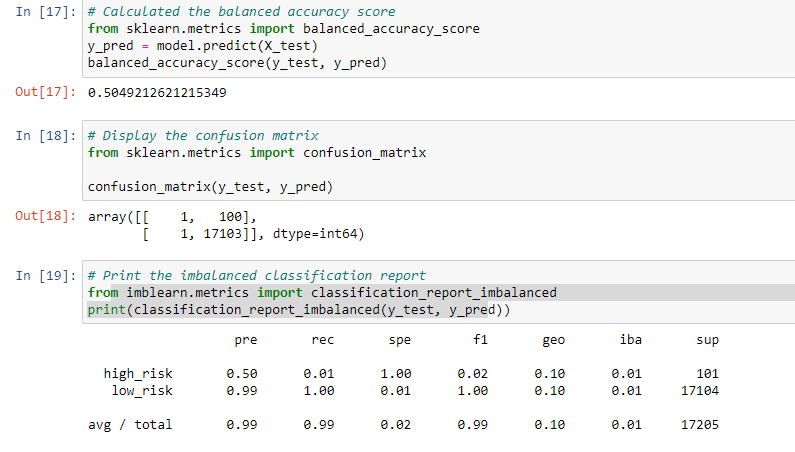 In [17]: # Calculated the balanced accuracy score
from sklearn.metrics import balanced_accuracy_score
y_pred = model.predict(X_test)
balanced_accuracy_score(y_test, y_pred)
Out[17]: 0.5049212621215349
In [18]: # Display the confusion matrix
from sklearn.metrics import confusion_matrix
confusion_matrix(y_test, y_pred)
Out[18]: array([[    1,   100],
       [    1, 17103]], dtype=int64)
In [19]: # Print the imbalanced classification report
from imblearn.metrics import classification_report_imbalanced
print(classification_report_imbalanced(y_test, y_pred))
pre rec spe f1 geo iba sup
high_risk 0.50 0.01 1.00 0.02 0.10 0.01 101
low_risk 0.99 1.00 0.01 1.00 0.10 0.01 17104
avg / total 0.99 0.99 0.02 0.99 0.10 0.01 17205